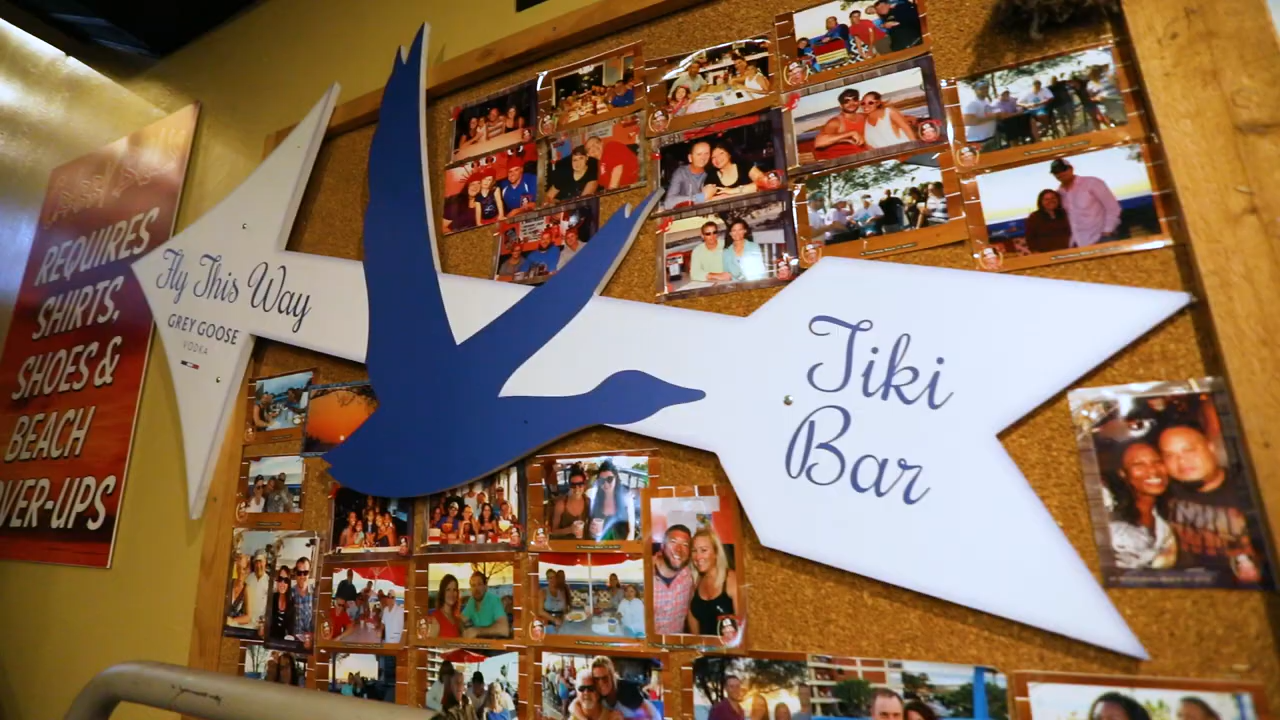 REQUIRES
SHIRTS,
SHOES &
BEACH
VER-UPS
Fly This Way
GREY GOOSE
VODKA
Tiki
Bar